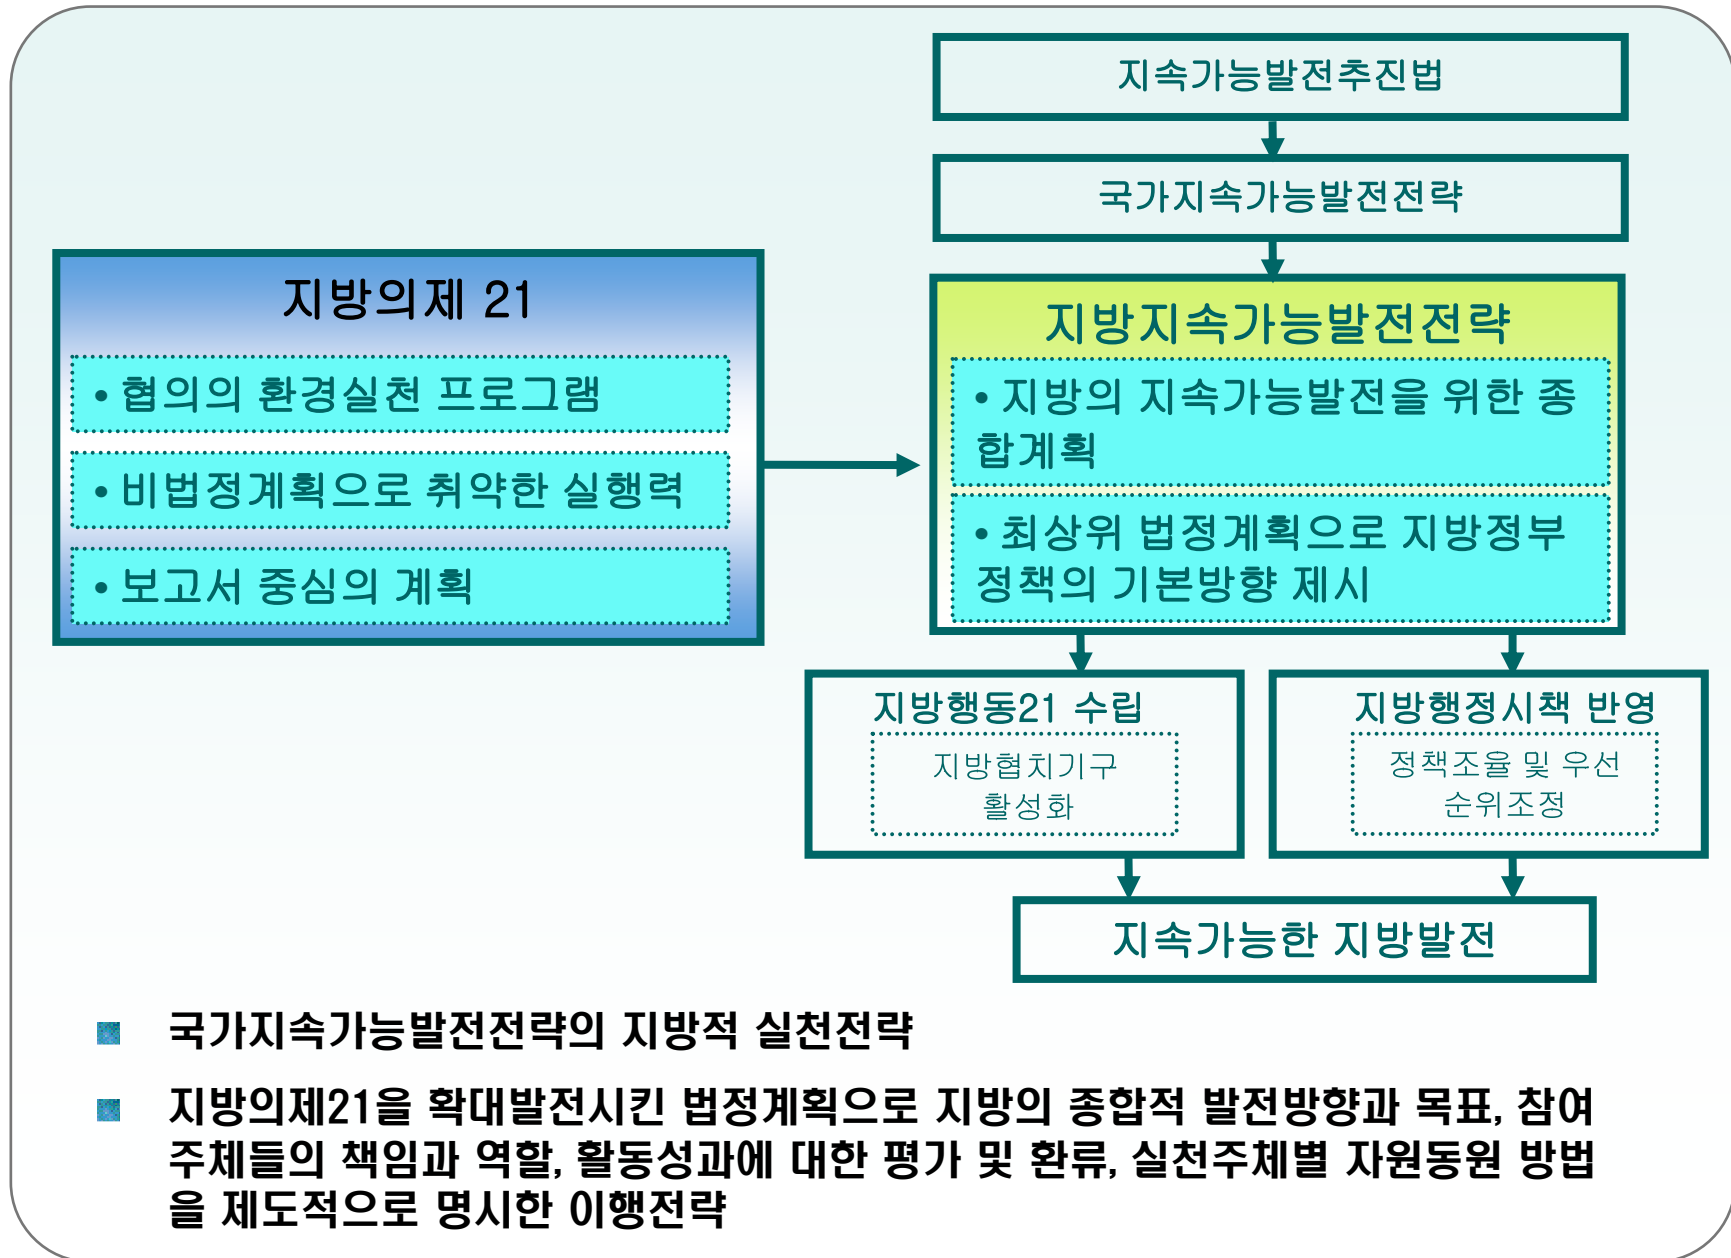 지속가능발전추진법
국가지속가능발전전략
지방의제 21
• 협의의 환경실천 프로그램
• 비법정계획으로 취약한 실행력
• 보고서 중심의 계획
지방지속가능발전전략
• 지방의 지속가능발전을 위한 종
합계획
• 최상위 법정계획으로 지방정부
정책의 기본방향 제시
지방행동21 수립
지방협치기구
활성화
지방행정시책 반영
정책조율 및 우선
순위조정
지속가능한 지방발전
국가지속가능발전전략의 지방적 실천전략
지방의제21을 확대발전시킨 법정계획으로 지방의 종합적 발전방향과 목표, 참여
주체들의 책임과 역할, 활동성과에 대한 평가 및 환류, 실천주체별 자원동원 방법
을 제도적으로 명시한 이행전략